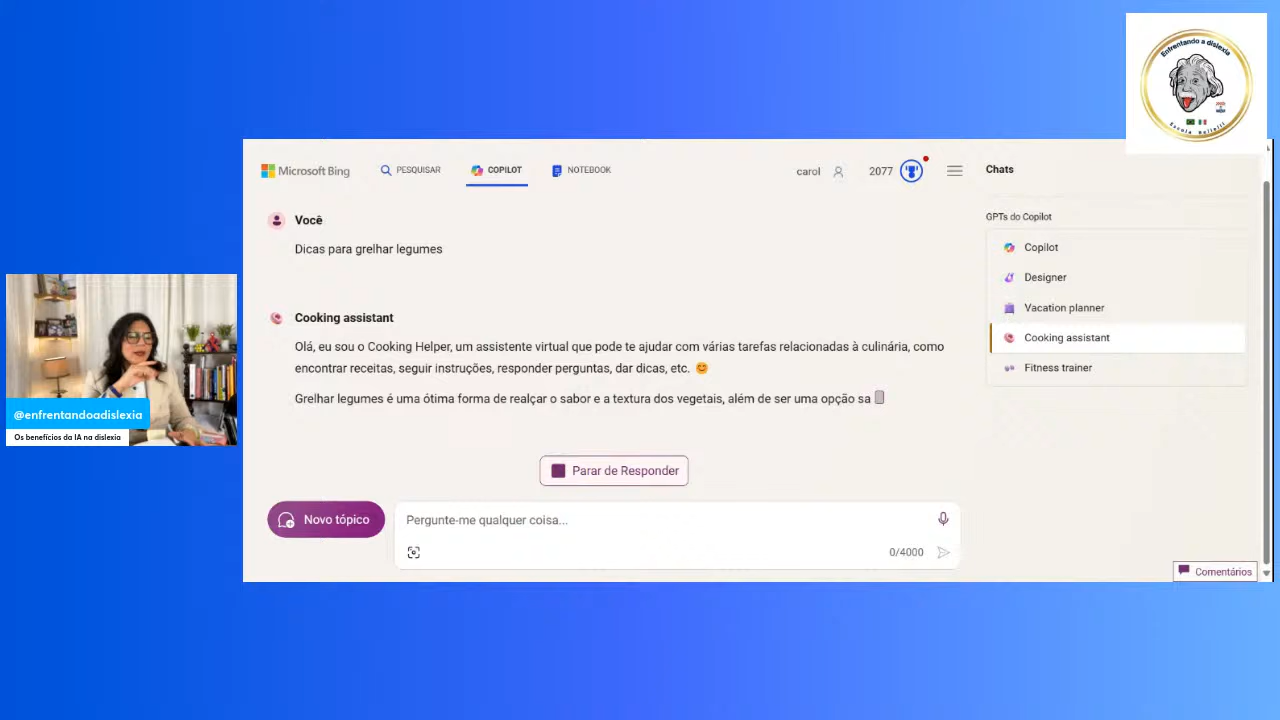 Enfrentando a dislexia
Microsoft Bing
PESQUISAR
COPILOT
NOTEBOOK
carol
2077
Chats
Você
Dicas para grelhar legumes
GPTs do Copilot
Copilot
Designer
Vacation planner
Cooking assistant
Fitness trainer
Cooking assistant
Olá, eu sou o Cooking Helper, um assistente virtual que pode te ajudar com várias tarefas relacionadas à culinária, como
encontrar receitas, seguir instruções, responder perguntas, dar dicas, etc. 😊
Grelhar legumes é uma ótima forma de realçar o sabor e a textura dos vegetais, além de ser uma opção sa
Parar de Responder
Novo tópico
Pergunte-me qualquer coisa...
0/4000
Comentários
@enfrentandoadislexia
Os benefícios da IA na dislexia